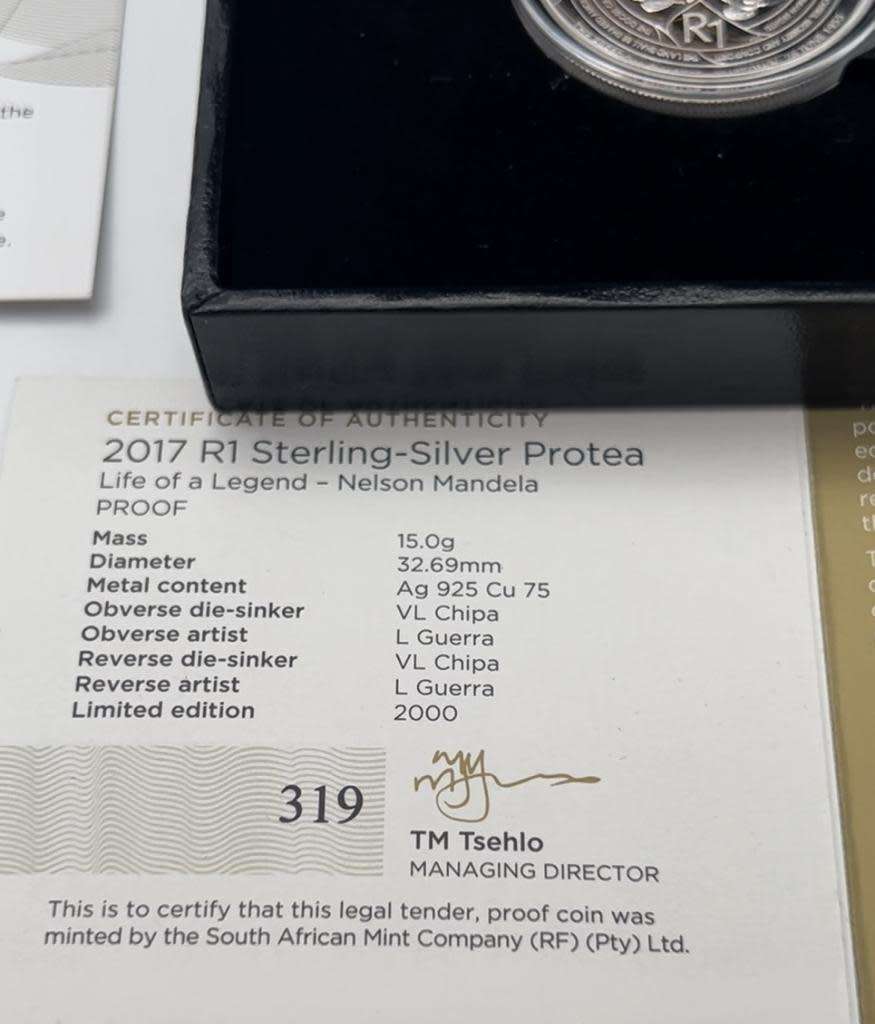 R1
the
CERTIFICATE OF AUTHENTICITY
2017 R1 Sterling-Silver Protea
Life of a Legend – Nelson Mandela
PROOF
Mass 15.0g
Diameter 32.69mm
Metal content Ag 925 Cu 75
Obverse die-sinker VL Chipa
Obverse artist L Guerra
Reverse die-sinker VL Chipa
Reverse artist L Guerra
Limited edition 2000
319
TM Tsehlo
MANAGING DIRECTOR
This is to certify that this legal tender, proof coin was
minted by the South African Mint Company (RF) (Pty) Ltd.